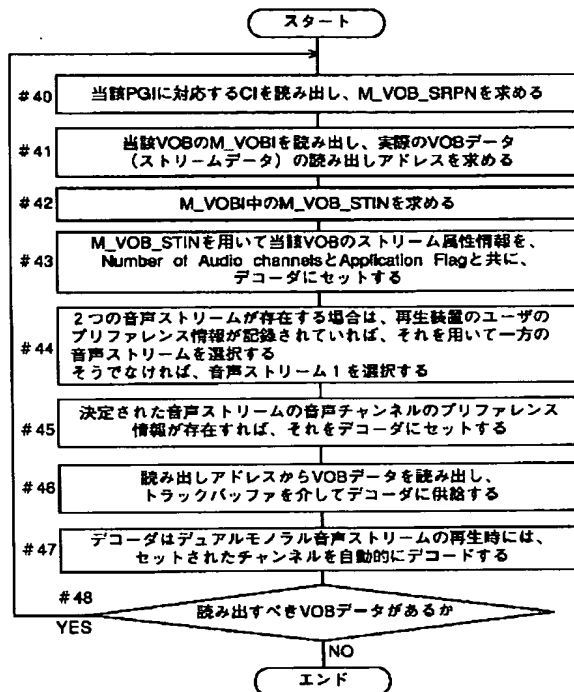 スタート
#40
当該PGIに対応するCIを読み出し、M_VOB_SRPNを求める
#41
当該VOBのM_VOBIを読み出し、実際のVOBデータ
(ストリームデータ)の読み出しアドレスを求める
#42
M_VOBI中のM_VOB_STINを求める
#43
M_VOB_STINを用いて当該VOBのストリーム属性情報を、
Number of Audio channelsとApplication Flagと共に、
デコーダにセットする
#44
2つの音声ストリームが存在する場合は、再生装置のユーザの
プリファレンス情報が記録されていれば、それを用いて一方の
音声ストリームを選択する
そうでなければ、音声ストリーム1を選択する
#45
決定された音声ストリームの音声チャンネルのプリファレンス
情報が存在すれば、それをデコーダにセットする
#46
読み出しアドレスからVOBデータを読み出し、
トラックバッファを介してデコーダに供給する
#47
デコーダはデュアルモノラル音声ストリームの再生時には、
セットされたチャンネルを自動的にデコードする
#48
読み出すべきVOBデータがあるか
YES
NO
エンド